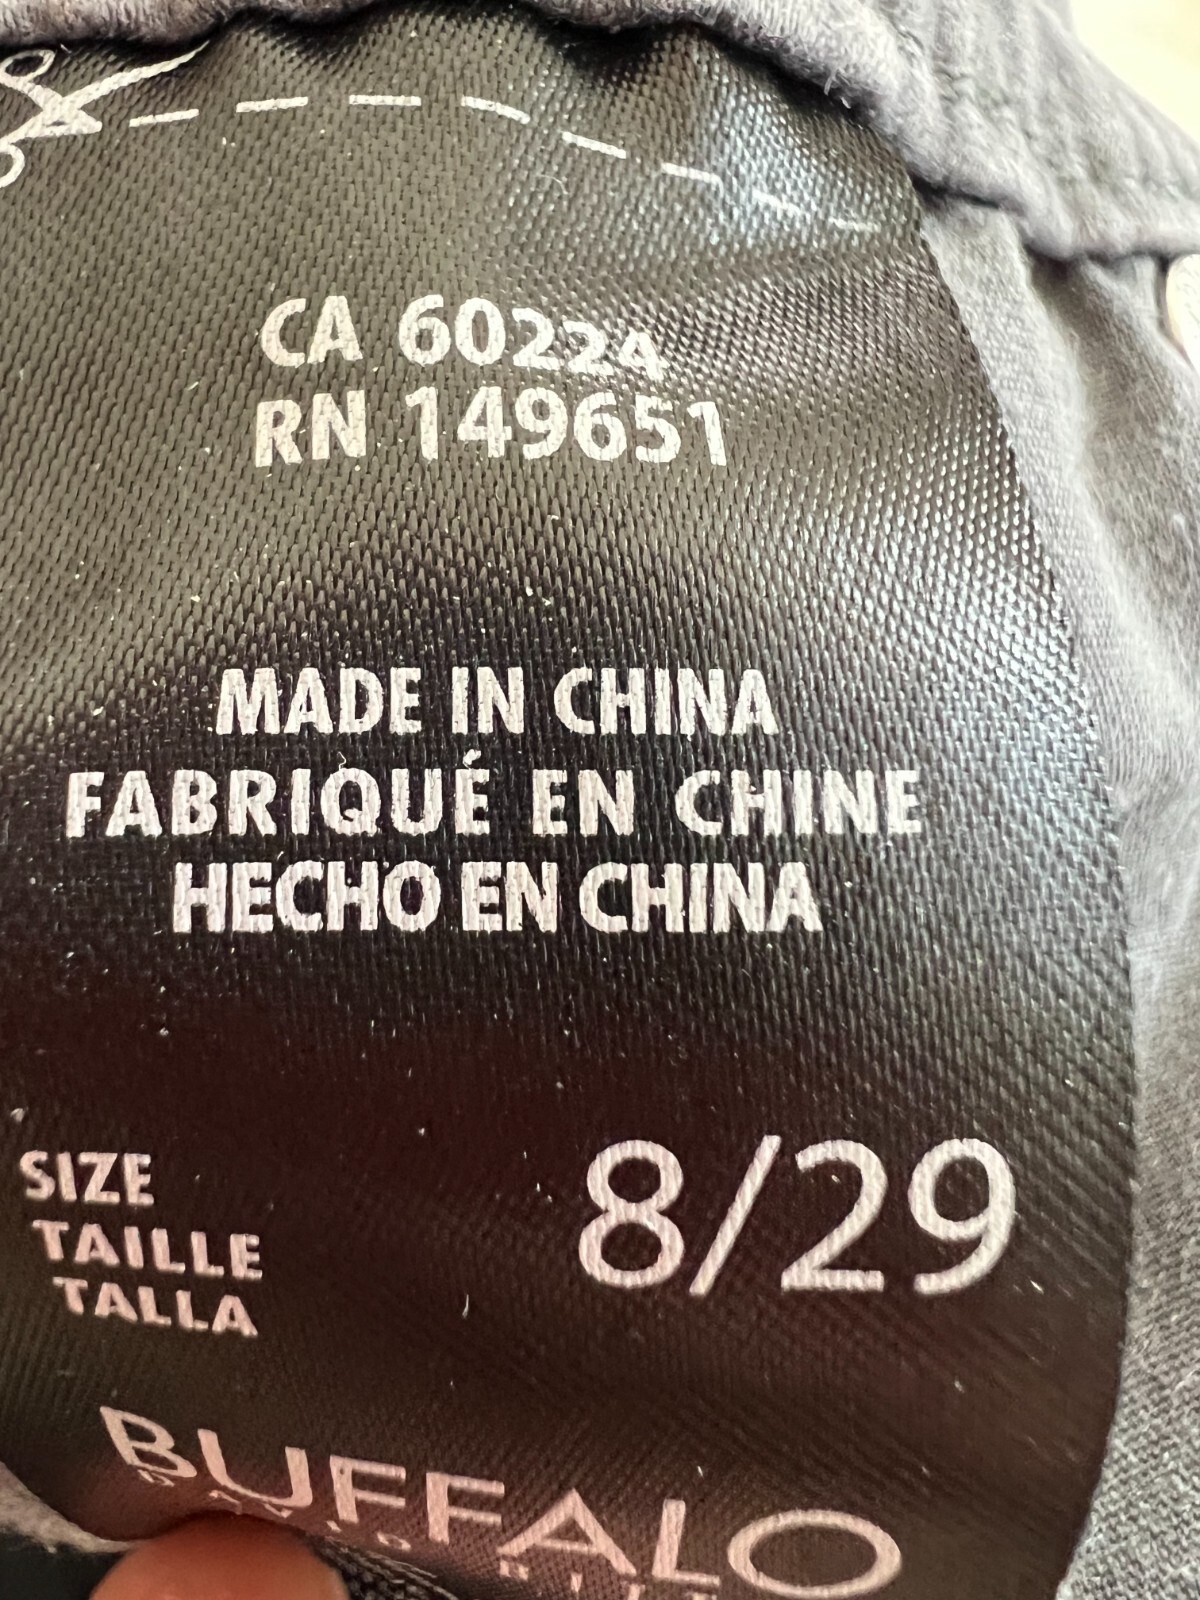 CA 60224
RN 149651
MADE IN CHINA
FABRIQUÉ EN CHINE
HECHO EN CHINA
SIZE 8/29
TAILLE
TALLA
BUFFALO